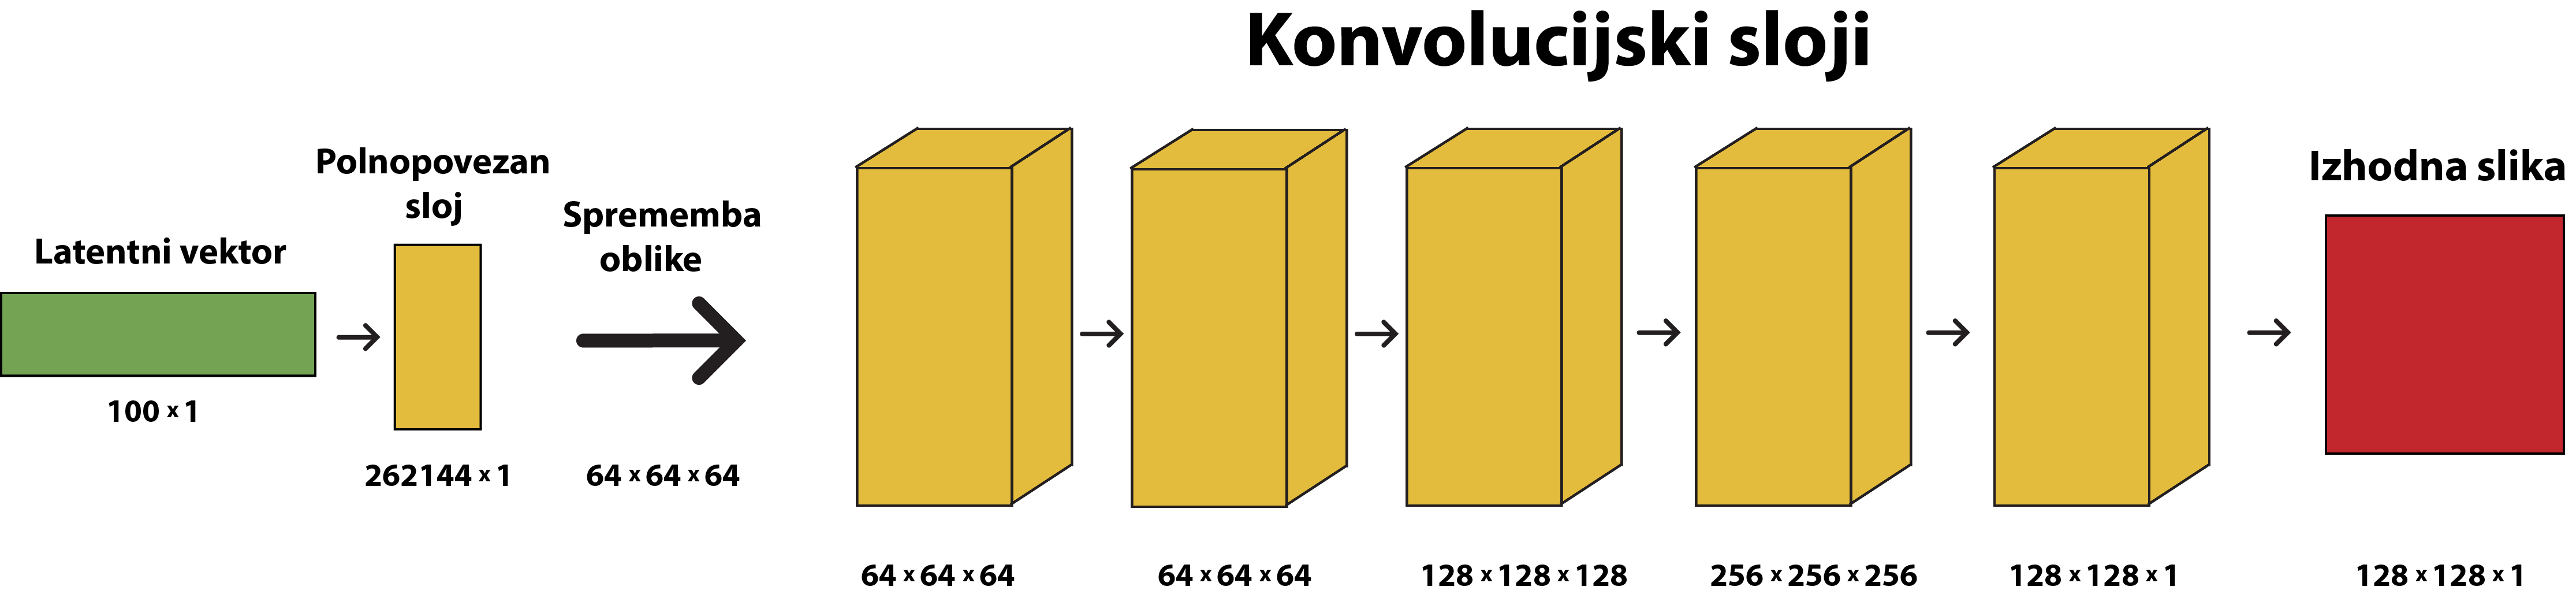 Konvolucijski sloji
Latentni vektor
100 x 1
Polnopovezan
sloj
262144 x 1
Sprememba
oblike
64 x 64 x 64
64 x 64 x 64
64 x 64 x 64
128 x 128 x 128
256 x 256 x 256
128 x 128 x 1
Izhodna slika
128 x 128 x 1